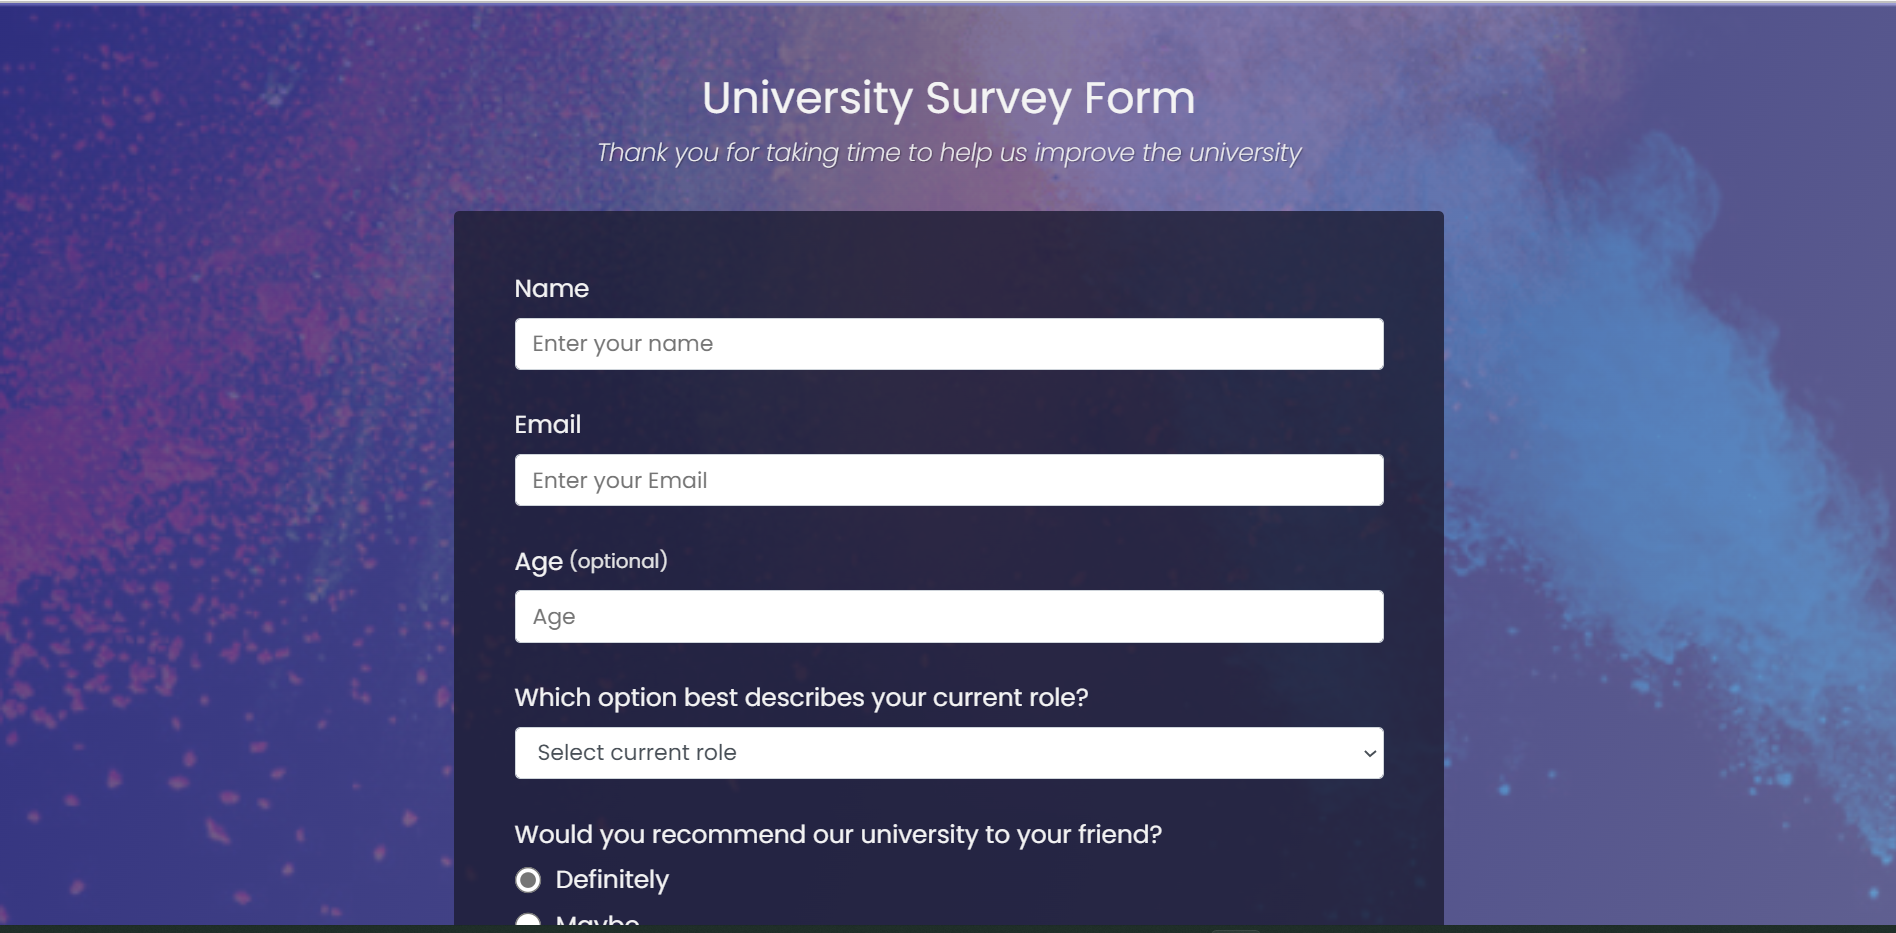 University Survey Form
Thank you for taking time to help us improve the university
Name
Enter your name
Email
Enter your Email
Age (optional)
Age
Which option best describes your current role?
Select current role
Would you recommend our university to your friend?
Definitely
Maybe